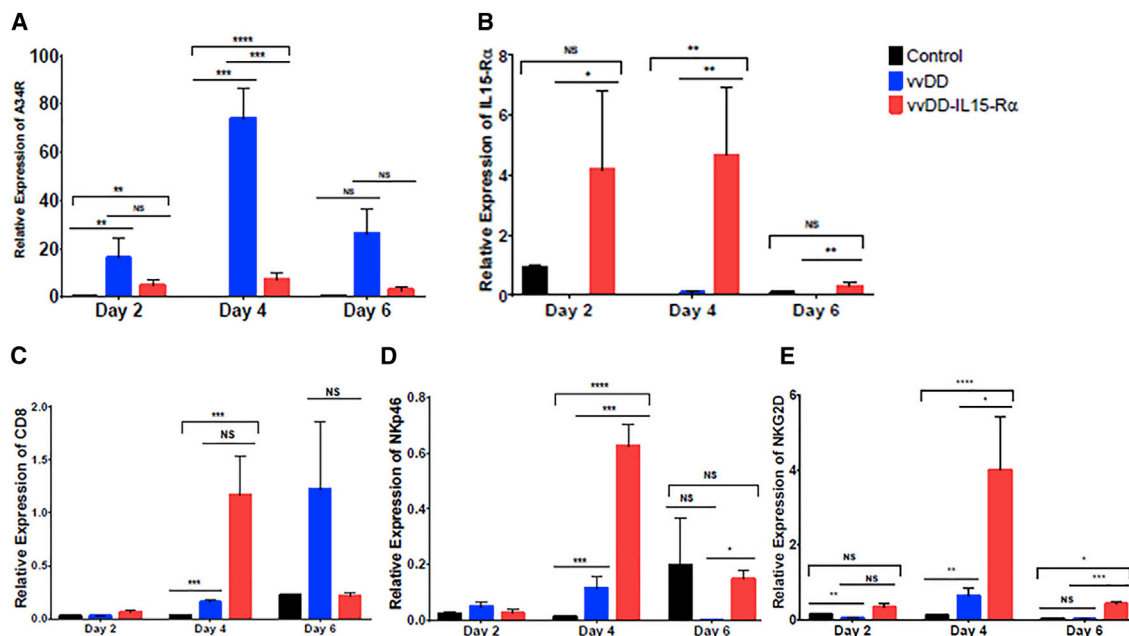 A
Relative Expression of A34R
100
80
60
40
20
0
****
***
***
**
NS
**
NS
NS
Day 2
Day 4
Day 6
B
Relative Expression of IL15-Rα
8
6
4
2
0
NS
*
**
**
NS
**
Day 2
Day 4
Day 6
Control
vvDD
vvDD-IL15-Rα
C
Relative Expression of CD8
2.0
1.5
1.0
0.5
0.0
***
NS
***
NS
Day 2
Day 4
Day 6
D
Relative Expression of NKp46
0.8
0.6
0.4
0.2
0.0
****
***
***
NS
NS
*
Day 2
Day 4
Day 6
E
Relative Expression of NKG2D
6
4
2
0
NS
NS
**
****
*
**
*
***
NS
Day 2
Day 4
Day 6